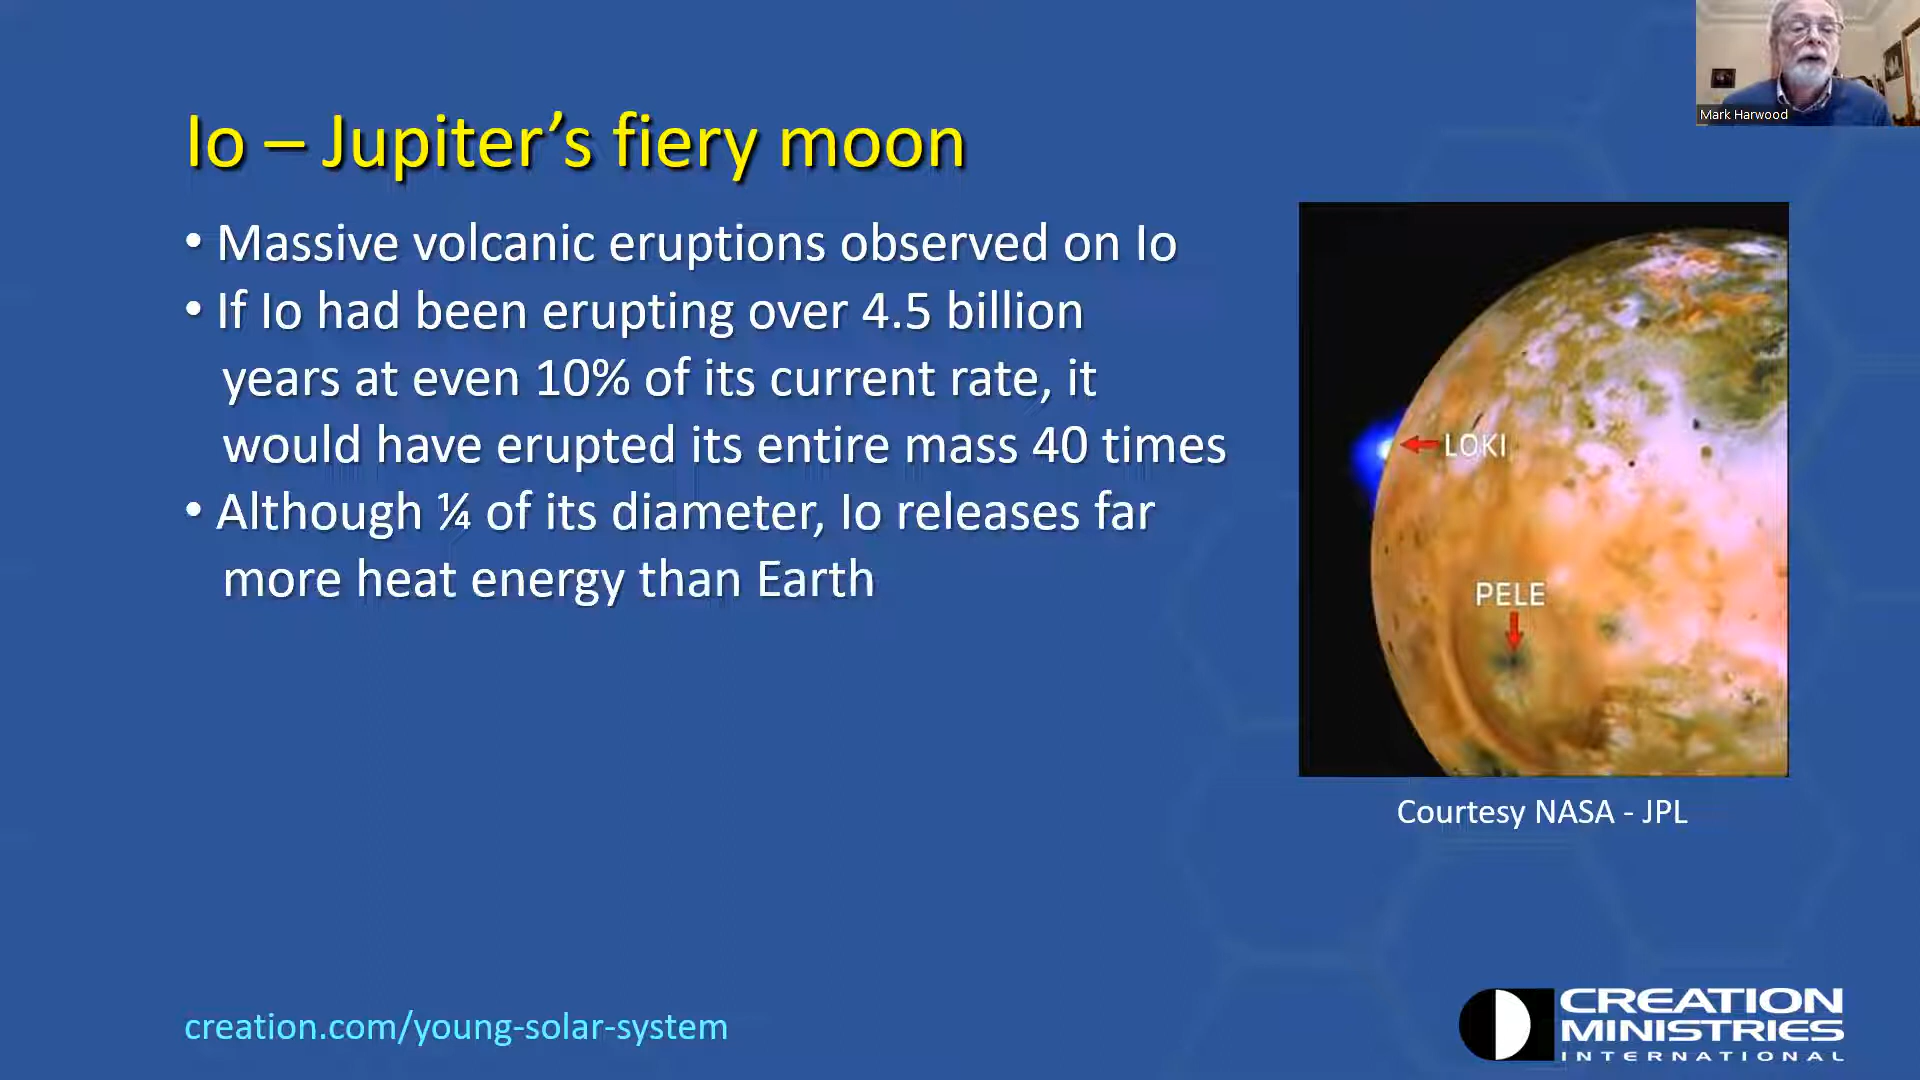 Mark Harwood
Io – Jupiter’s fiery moon
• Massive volcanic eruptions observed on Io
• If Io had been erupting over 4.5 billion
years at even 10% of its current rate, it
would have erupted its entire mass 40 times
• Although ¼ of its diameter, Io releases far
more heat energy than Earth
LOKI
PELE
Courtesy NASA - JPL
creation.com/young-solar-system
CREATION
MINISTRIES
INTERNATIONAL